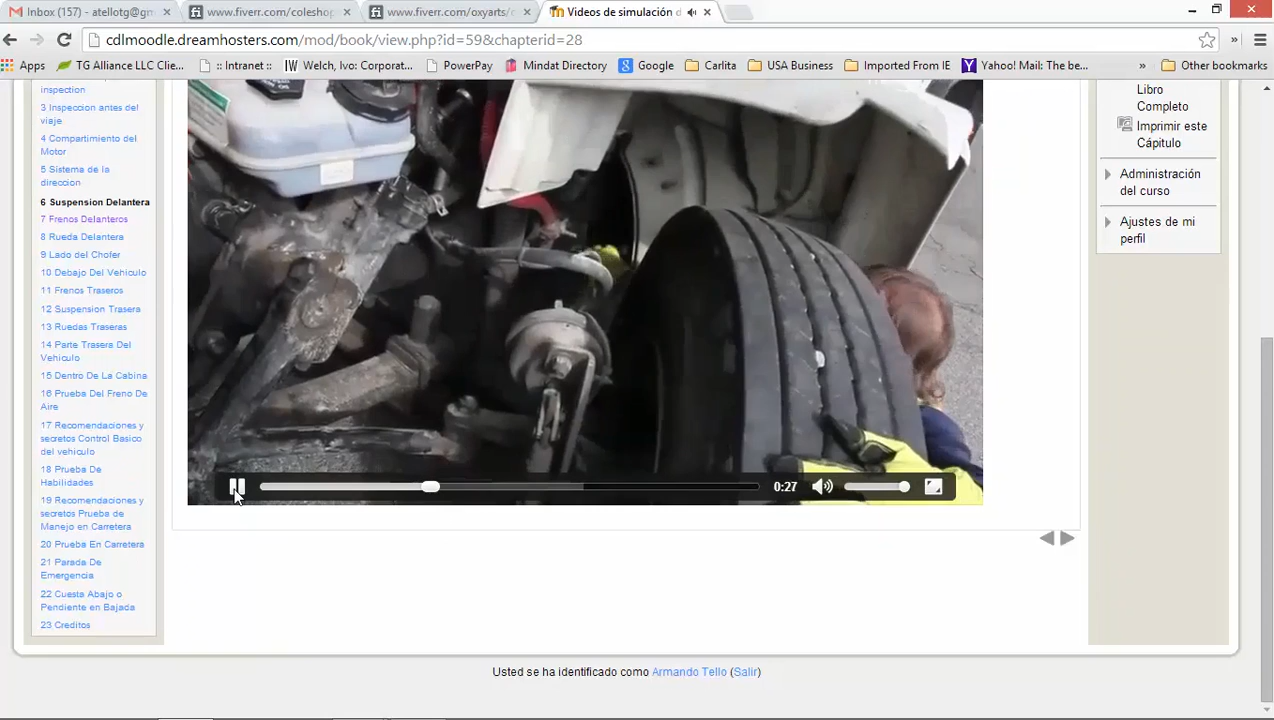 Inbox (157) - atellotg@gm
www.fiverr.com/coleshop
www.fiverr.com/oxyarts/
Videos de simulación d
cdlmoodle.dreamhosters.com/mod/book/view.php?id=59&chapterid=28
Apps
TG Alliance LLC Clie...
:: Intranet ::
Welch, Ivo: Corporat...
PowerPay
Mindat Directory
Google
Carlita
USA Business
Imported From IE
Yahoo! Mail: The be...
Other bookmarks
inspection
3 Inspeccion antes del
viaje
4 Compartimiento del
Motor
5 Sistema de la
direccion
6 Suspension Delantera
7 Frenos Delanteros
8 Rueda Delantera
9 Lado del Chofer
10 Debajo Del Vehiculo
11 Frenos Traseros
12 Suspension Trasera
13 Ruedas Traseras
14 Parte Trasera Del
Vehiculo
15 Dentro De La Cabina
16 Prueba Del Freno De
Aire
17 Recomendaciones y
secretos Control Basico
del vehiculo
18 Prueba De
Habilidades
19 Recomendaciones y
secretos Prueba de
Manejo en Carretera
20 Prueba En Carretera
21 Parada De
Emergencia
22 Cuesta Abajo o
Pendiente en Bajada
23 Creditos
0:27
Libro
Completo
Imprimir este
Cápitulo
Administración
del curso
Ajustes de mi
perfil
Usted se ha identificado como Armando Tello (Salir)